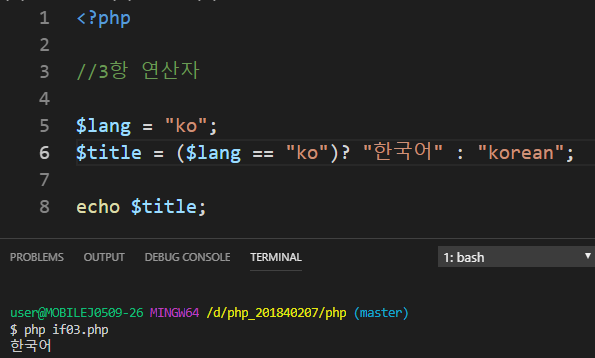 1 <?php
2
3 //3항 연산자
4
5 $lang = "ko";
6 $title = ($lang == "ko")? "한국어" : "korean";
7
8 echo $title;
PROBLEMS OUTPUT DEBUG CONSOLE TERMINAL 1: bash
user@MOBILEJ0509-26 MINGW64 /d/php_201840207/php (master)
$ php if03.php
한국어